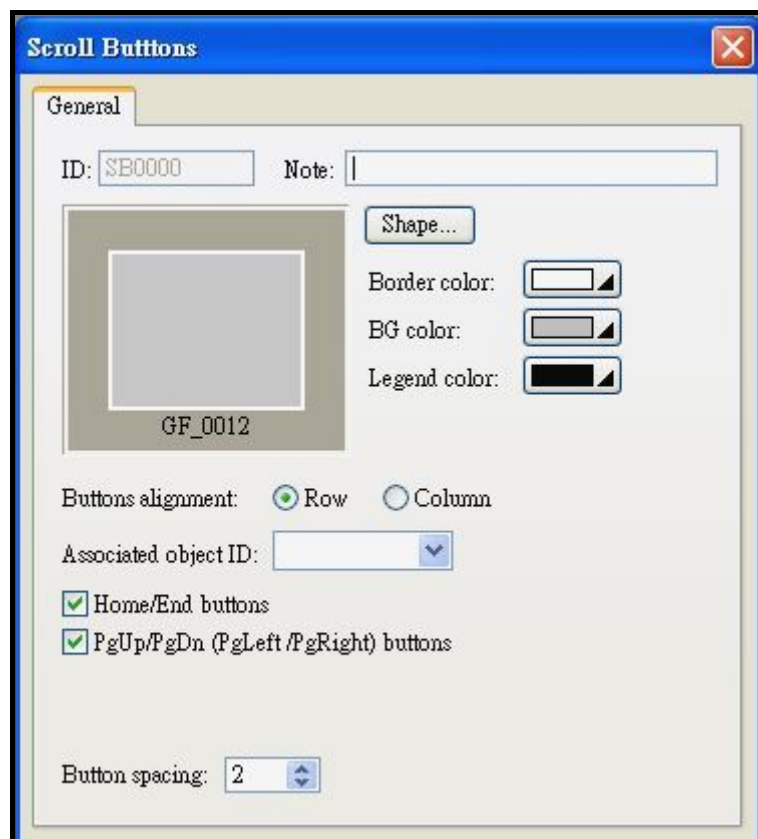 Scroll Butttons
General
ID: SB0000 Note:
Shape...
Border color:
BG color:
Legend color:
GF_0012
Buttons alignment: Row Column
Associated object ID:
Home/End buttons
PgUp/PgDn (PgLeft /PgRight) buttons
Button spacing: 2